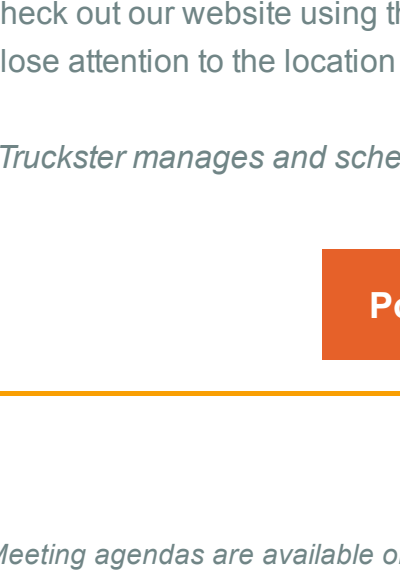 heck out our website using th
lose attention to the location
Truckster manages and sche
Po
Meeting agendas are available o